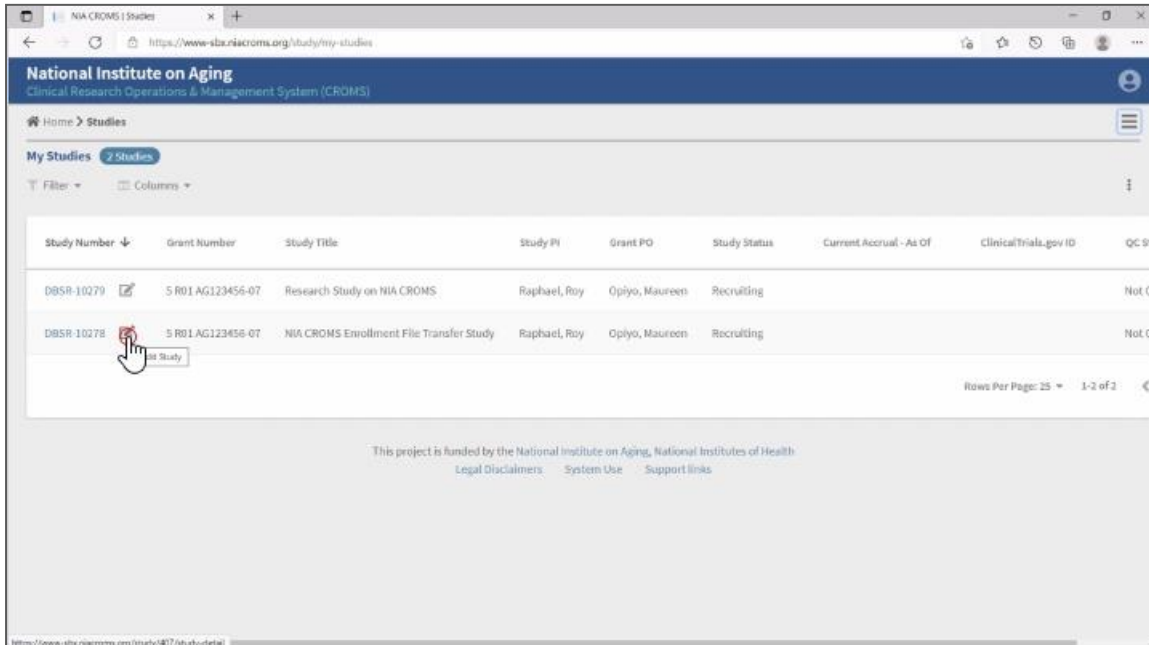 NIA CROMS | Studies
https://www-sbx.niacroms.org/study/my-studies
National Institute on Aging
Clinical Research Operations & Management System (CROMS)
Home > Studies
My Studies 2 Studies
Filter Columns
Study Number Grant Number Study Title Study PI Grant PO Study Status Current Accrual - As Of ClinicalTrials.gov ID QC
DBSR-10279 5 R01 AG123456-07 Research Study on NIA CROMS Raphael, Roy Opiyo, Maureen Recruiting Not
DBSR-10278 5 R01 AG123456-07 NIA CROMS Enrollment File Transfer Study Raphael, Roy Opiyo, Maureen Recruiting Not
Study
Rows Per Page: 25 1-2 of 2
This project is funded by the National Institute on Aging, National Institutes of Health
Legal Disclaimers System Use Support links